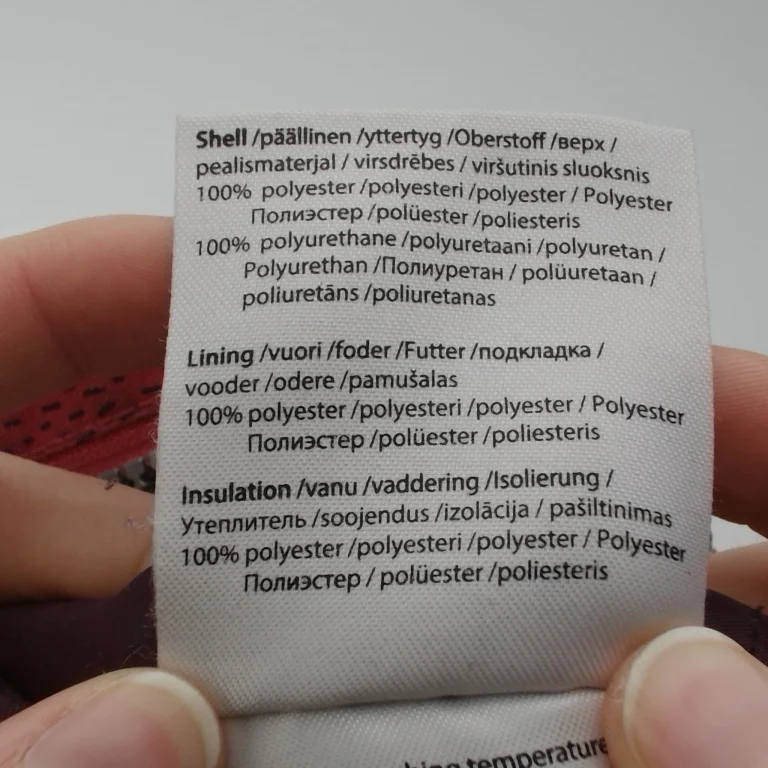 Shell /päällinen /yttertyg /Oberstoff /верх /
pealismaterjal / virsdrēbes / viršutinis sluoksnis
100% polyester /polyesteri /polyester / Polyester
Полиэстер /polüester /poliesteris
100% polyurethane /polyuretaani /polyuretan /
Polyurethan /Полиуретан / polüuretaan /
poliuretāns /poliuretanas
Lining /vuori /foder /Futter /подкладка /
vooder /odere /pamušalas
100% polyester /polyesteri /polyester / Polyester
Полиэстер /polüester /poliesteris
Insulation /vanu /vaddering /Isolierung /
Утеплитель /soojendus /izolācija / pašiltinimas
100% polyester /polyesteri /polyester / Polyester
Полиэстер / polüester /poliesteris
temperature